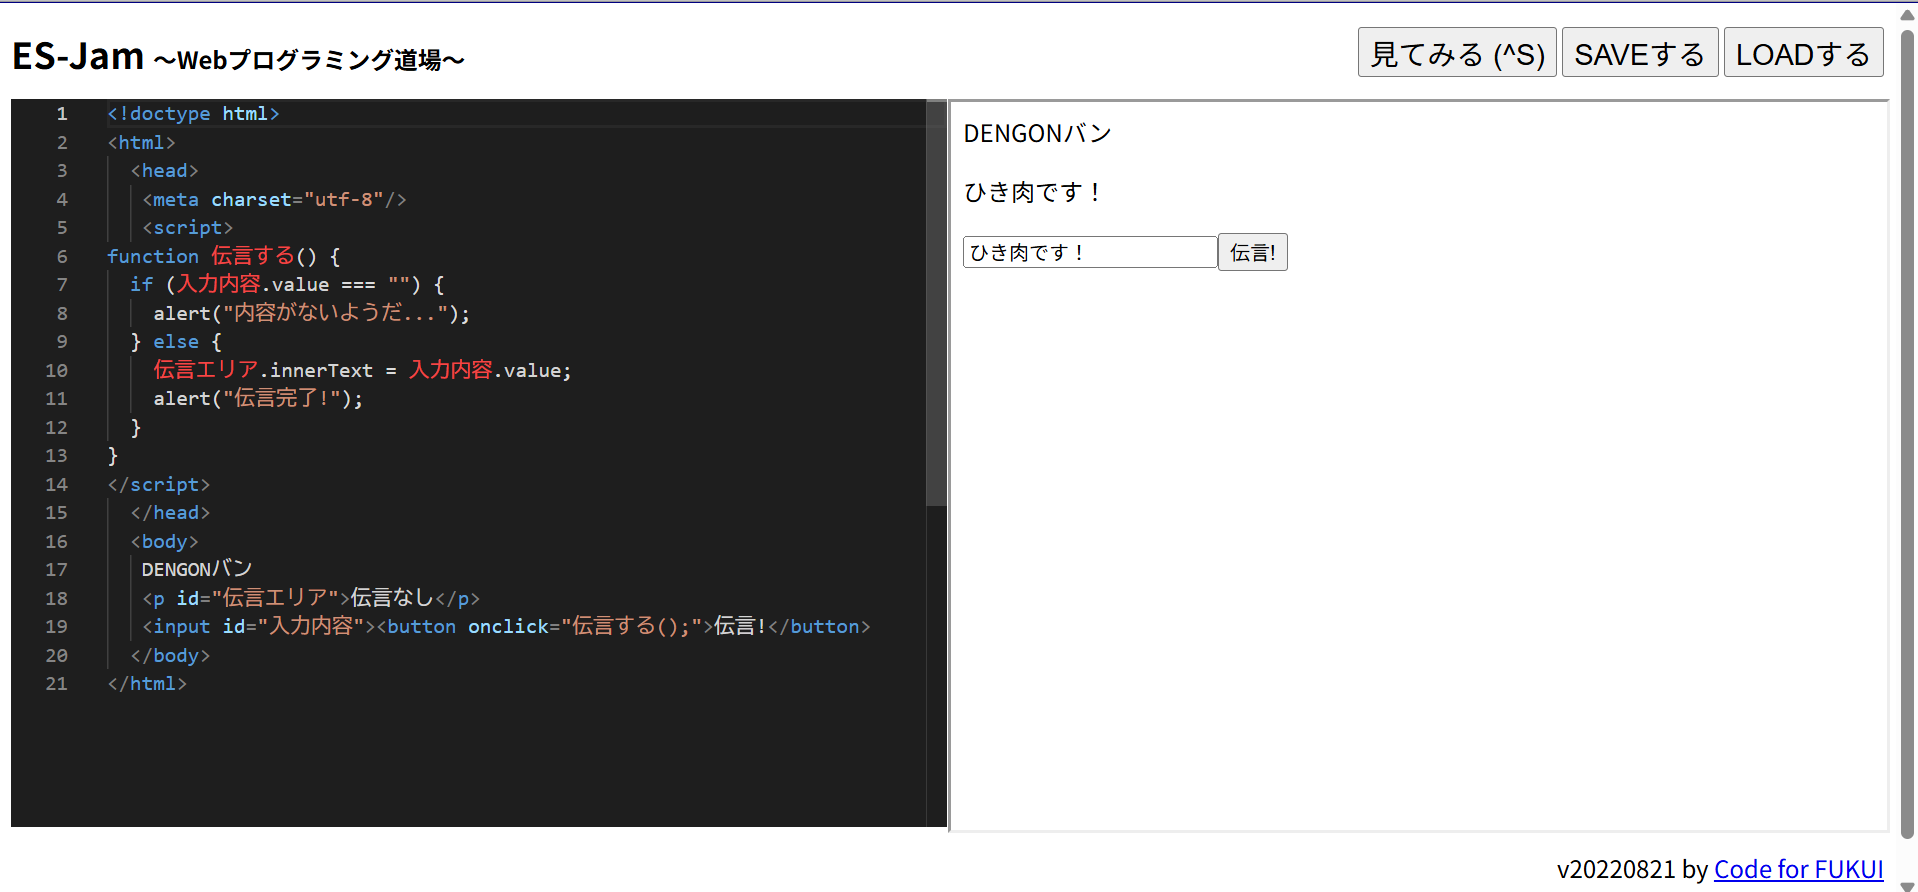 ES-Jam ～Webプログラミング道場～
見てみる (^S) SAVEする LOADする
1 <!doctype html>
2 <html>
3   <head>
4    <meta charset="utf-8"/>
5    <script>
6 function 伝言する() {
7   if (入力内容.value === "") {
8     alert("内容がないようだ...");
9   } else {
10     伝言エリア.innerText = 入力内容.value;
11     alert("伝言完了!");
12   }
13 }
14 </script>
15   </head>
16   <body>
17    DENGONバン
18    <p id="伝言エリア">伝言なし</p>
19    <input id="入力内容"><button onclick="伝言する();">伝言!</button>
20   </body>
21 </html>
DENGONバン
ひき肉です！
ひき肉です！ 伝言!
v20220821 by Code for FUKUI